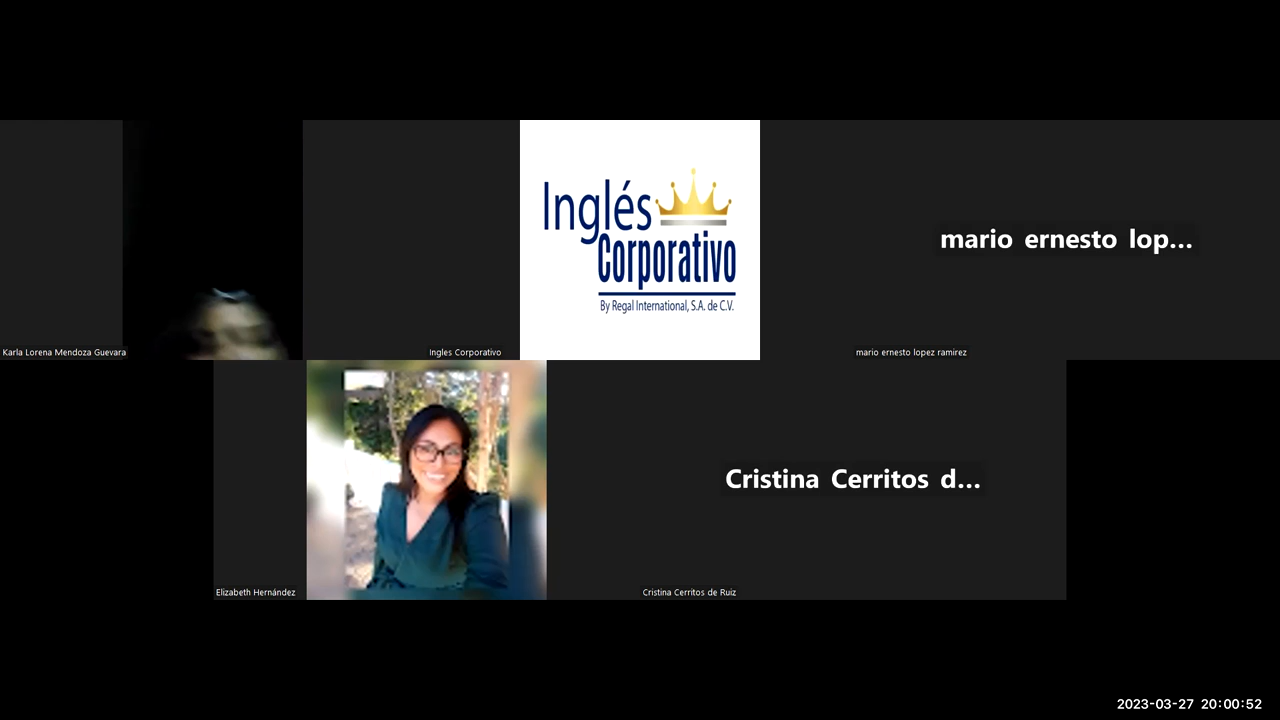 Inglés
Corporativo
By Regal International, S.A. de C.V.
mario ernesto lop...
Karla Lorena Mendoza Guevara
Ingles Corporativo
mario ernesto lopez ramirez
Cristina Cerritos d...
Elizabeth Hernández
Cristina Cerritos de Ruiz
2023-03-27 20:00:52